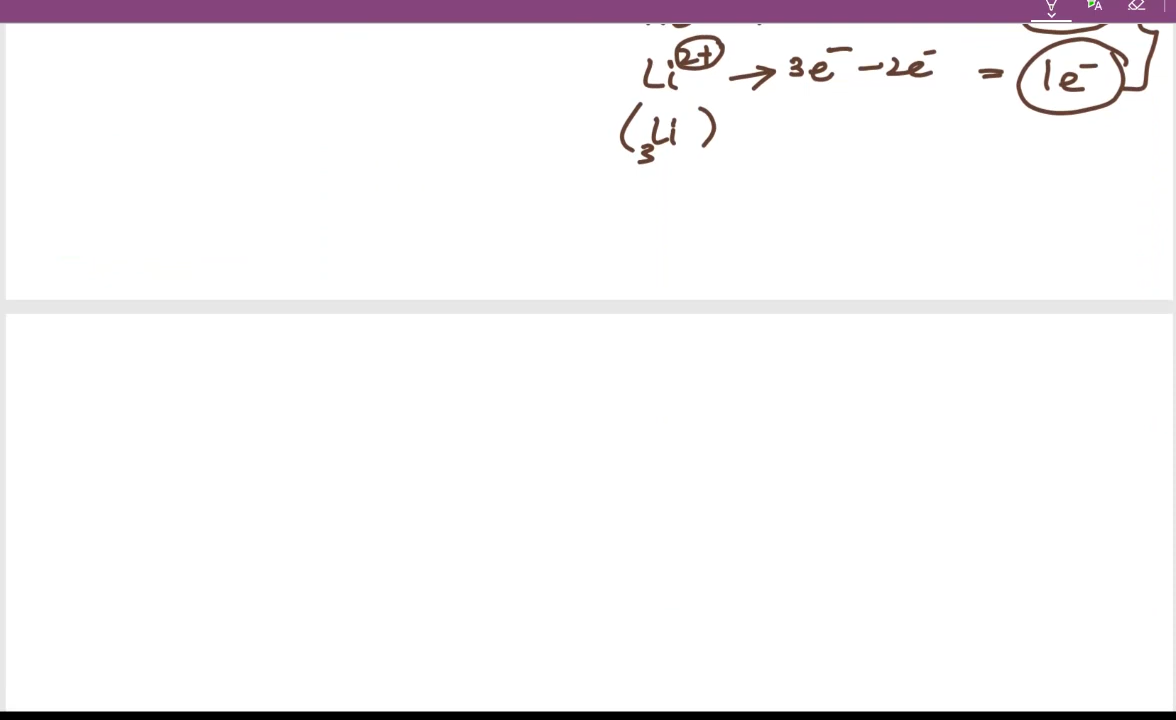 Li²⁺ → 3e⁻ - 2e⁻ = 1e⁻
(₃Li)